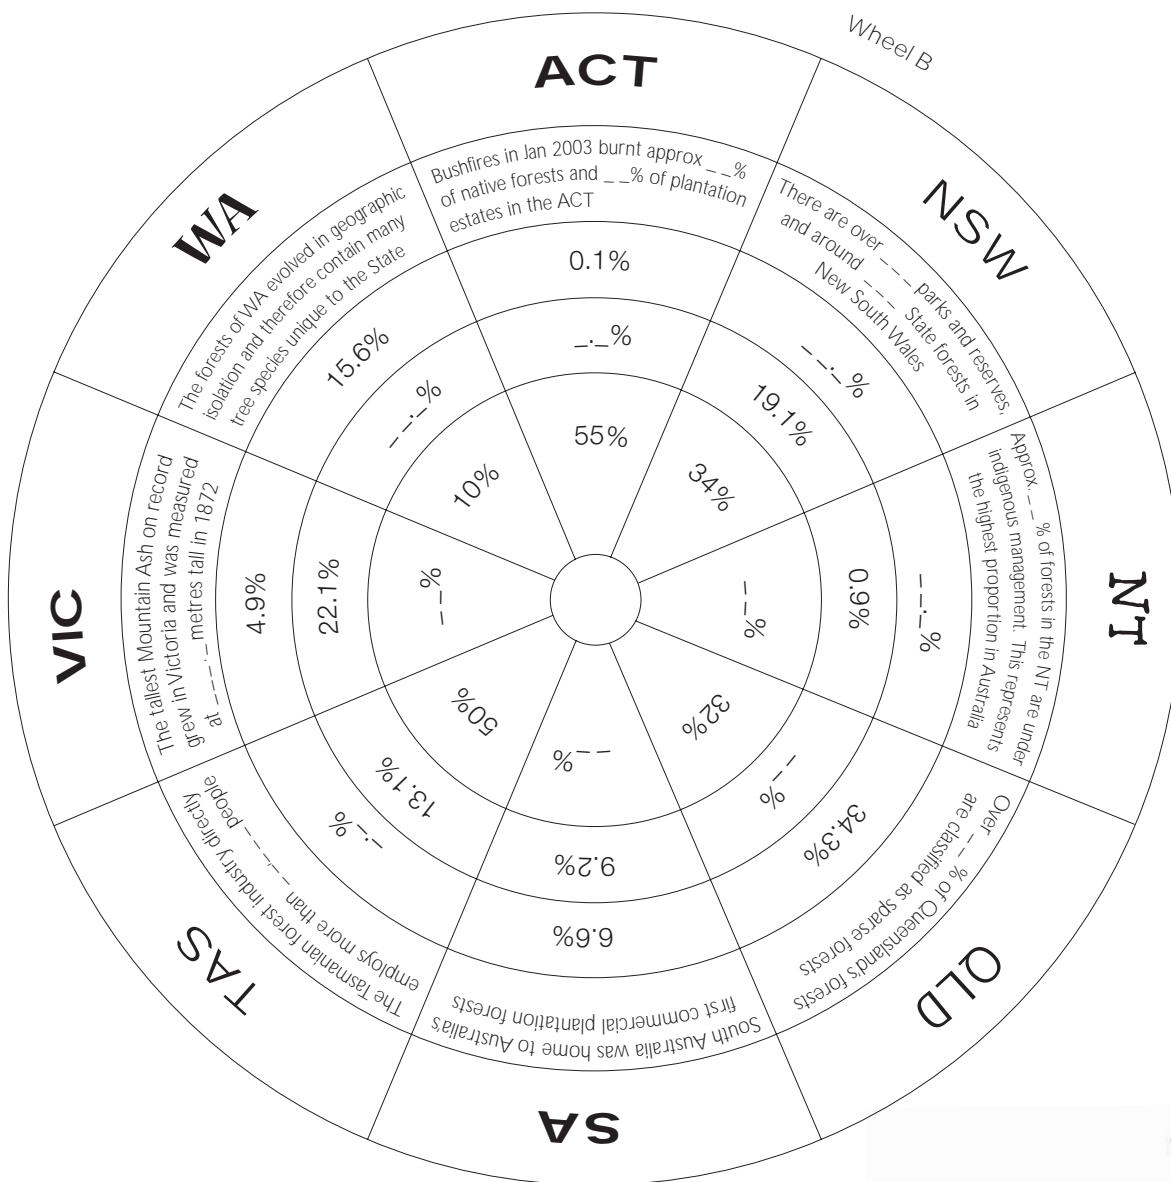 Wheel B
ACT
Bushfires in Jan 2003 burnt approx _ _%
of native forests and _ _% of plantation
estates in the ACT
0.1%
_._%
55%
NSW
There are over _ _ _ parks and reserves,
and around _ _ _ State forests in
New South Wales
_ _._%
19.1%
34%
NT
Approx. _ _ % of forests in the NT are under
indigenous management. This represents
the highest proportion in Australia
_ _._%
0.9%
_ _%
QLD
Over _ _ % of Queensland's forests
are classified as sparse forests
34.3%
_ _%
32%
SA
South Australia was home to Australia's
first commercial plantation forests
6.6%
9.2%
_ _%
TAS
The Tasmanian forest industry directly
employs more than _ _._ _ _ people
_._%
13.1%
50%
VIC
The tallest Mountain Ash on record
grew in Victoria and was measured
at _ _ _._ metres tall in 1872
4.9%
22.1%
_ _%
WA
The forests of WA evolved in geographic
isolation and therefore contain many
tree species unique to the State
15.6%
_ _._%
10%